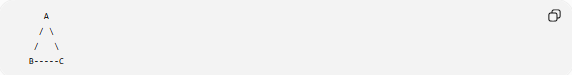 A
   / \
  /   \
B-----C